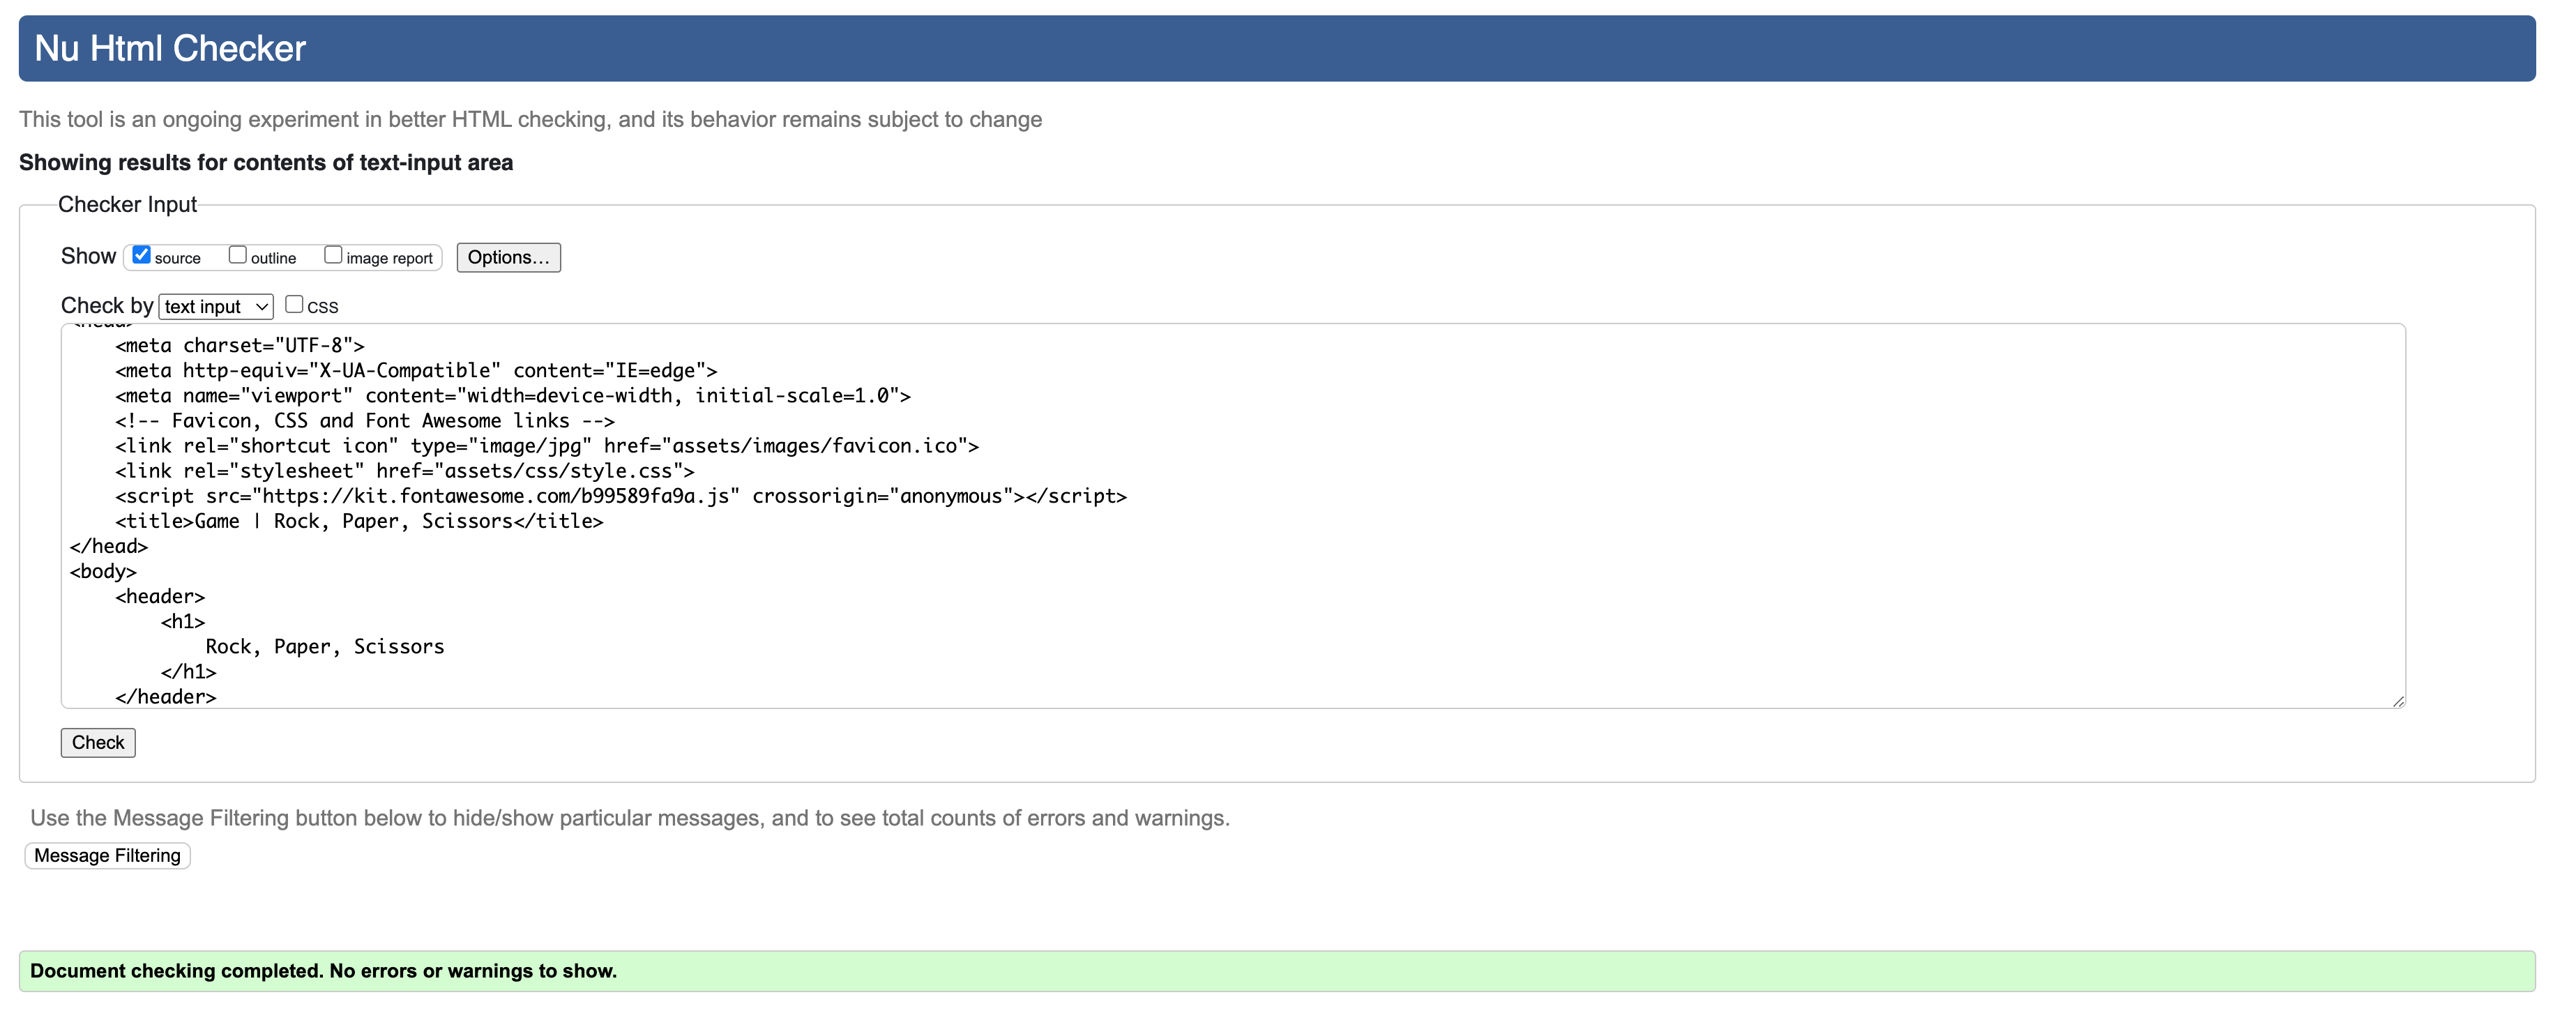 Nu Html Checker
This tool is an ongoing experiment in better HTML checking, and its behavior remains subject to change
Showing results for contents of text-input area
Checker Input
Show source outline image report Options...
Check by text input CSS
<head>
    <meta charset="UTF-8">
    <meta http-equiv="X-UA-Compatible" content="IE=edge">
    <meta name="viewport" content="width=device-width, initial-scale=1.0">
    <!-- Favicon, CSS and Font Awesome links -->
    <link rel="shortcut icon" type="image/jpg" href="assets/images/favicon.ico">
    <link rel="stylesheet" href="assets/css/style.css">
    <script src="https://kit.fontawesome.com/b99589fa9a.js" crossorigin="anonymous"></script>
    <title>Game | Rock, Paper, Scissors</title>
</head>
<body>
    <header>
        <h1>
            Rock, Paper, Scissors
        </h1>
    </header>
Check
Use the Message Filtering button below to hide/show particular messages, and to see total counts of errors and warnings.
Message Filtering
Document checking completed. No errors or warnings to show.